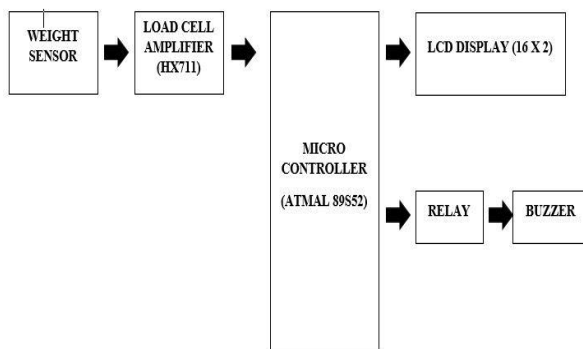 WEIGHT
SENSOR
LOAD CELL
AMPLIFIER
(HX711)
MICRO
CONTROLLER
(ATMAL 89S52)
LCD DISPLAY (16 X 2)
RELAY
BUZZER